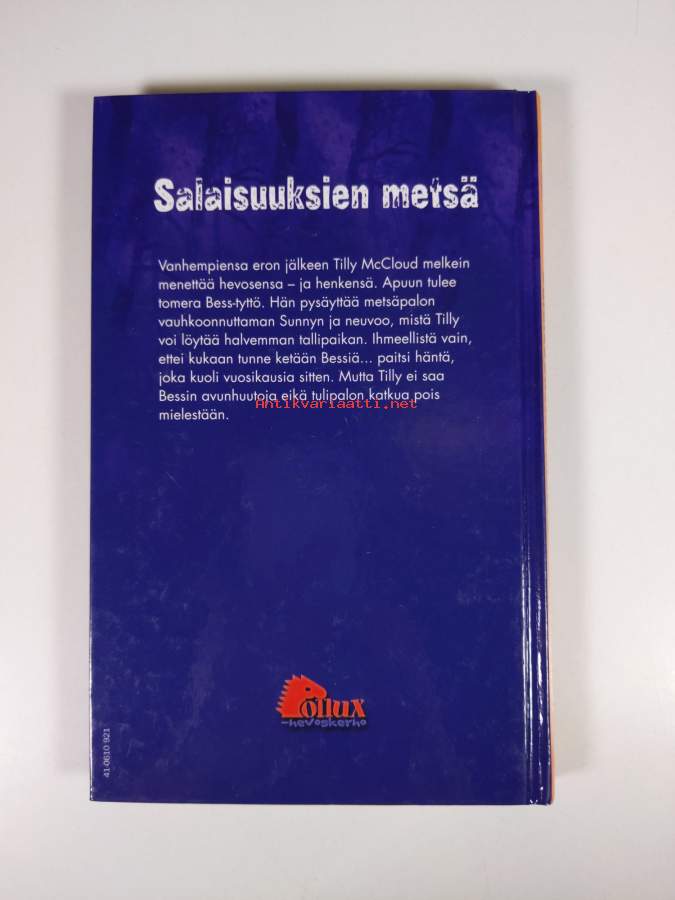 Salaisuuksien metsä
Vanhempiensa eron jälkeen Tilly McCloud melkein
menettää hevosensa – ja henkensä. Apuun tulee
tomera Bess-tyttö. Hän pysäyttää metsäpalon
vauhkoonnuttaman Sunnyn ja neuvoo, mistä Tilly
voi löytää halvemman tallipaikan. Ihmeellistä vain,
ettei kukaan tunne ketään Bessiä... paitsi häntä,
joka kuoli vuosikausia sitten. Mutta Tilly ei saa
Bessin avunhuutoja eikä tulipalon katkua pois
mielestään.
Antikvariaatti.net
Pollux
-hevoskerho
41-0610 921